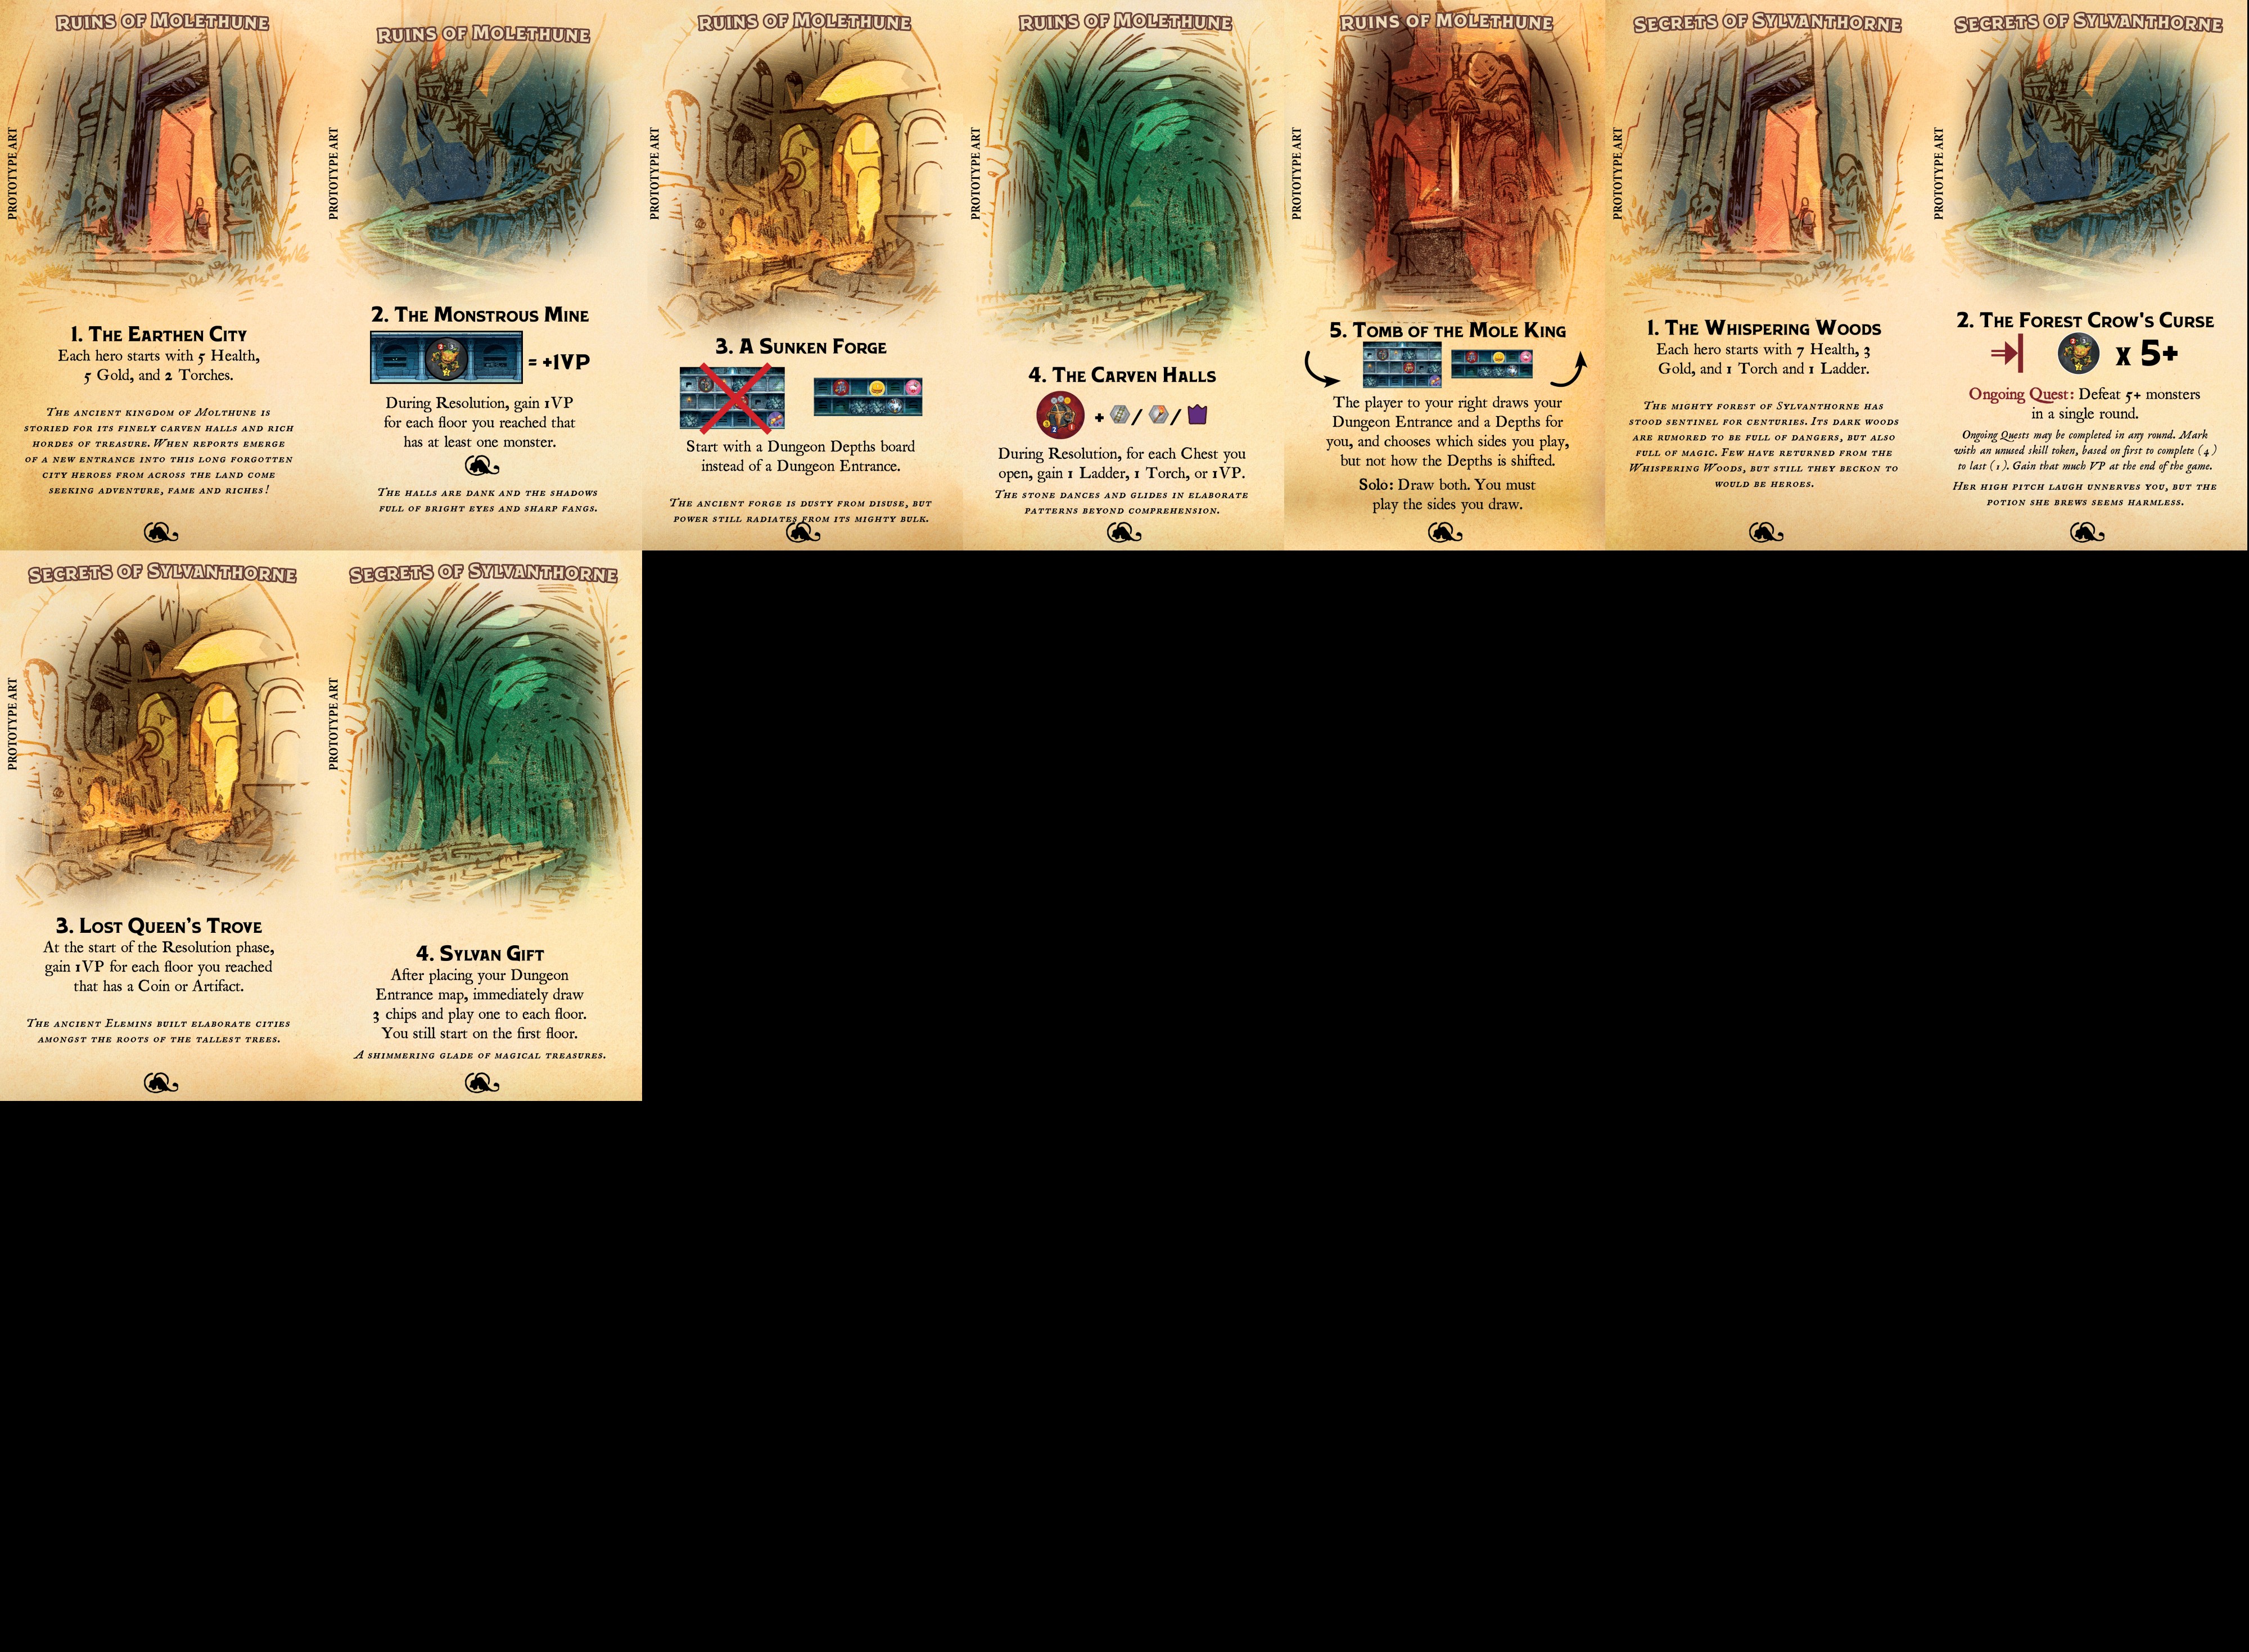 RUINS OF MOLETHUNE
PROTOTYPE ART
1. THE EARTHEN CITY
Each hero starts with 5 Health,
5 Gold, and 2 Torches.
THE ANCIENT KINGDOM OF MOLTHUNE IS
STORIED FOR ITS FINELY CARVEN HALLS AND RICH
HORDES OF TREASURE. WHEN REPORTS EMERGE
OF A NEW ENTRANCE INTO THIS LONG FORGOTTEN
CITY HEROES FROM ACROSS THE LAND COME
SEEKING ADVENTURE, FAME AND RICHES!
RUINS OF MOLETHUNE
PROTOTYPE ART
2. THE MONSTROUS MINE
= +1VP
During Resolution, gain 1VP
for each floor you reached that
has at least one monster.
THE HALLS ARE DANK AND THE SHADOWS
FULL OF BRIGHT EYES AND SHARP FANGS.
RUINS OF MOLETHUNE
PROTOTYPE ART
3. A SUNKEN FORGE
Start with a Dungeon Depths board
instead of a Dungeon Entrance.
THE ANCIENT FORGE IS DUSTY FROM DISUSE, BUT
POWER STILL RADIATES FROM ITS MIGHTY BULK.
RUINS OF MOLETHUNE
PROTOTYPE ART
4. THE CARVEN HALLS
+ / /
During Resolution, for each Chest you
open, gain 1 Ladder, 1 Torch, or 1VP.
THE STONE DANCES AND GLIDES IN ELABORATE
PATTERNS BEYOND COMPREHENSION.
RUINS OF MOLETHUNE
PROTOTYPE ART
5. TOMB OF THE MOLE KING
The player to your right draws your
Dungeon Entrance and a Depths for
you, and chooses which sides you play,
but not how the Depths is shifted.
Solo: Draw both. You must
play the sides you draw.
SECRETS OF SYLVANTHORNE
PROTOTYPE ART
1. THE WHISPERING WOODS
Each hero starts with 7 Health, 3
Gold, and 1 Torch and 1 Ladder.
THE MIGHTY FOREST OF SYLVANTHORNE HAS
STOOD SENTINEL FOR CENTURIES. ITS DARK WOODS
ARE RUMORED TO BE FULL OF DANGERS, BUT ALSO
FULL OF MAGIC. FEW HAVE RETURNED FROM THE
WHISPERING WOODS, BUT STILL THEY BECKON TO
WOULD BE HEROES.
SECRETS OF SYLVANTHORNE
PROTOTYPE ART
2. THE FOREST CROW'S CURSE
x 5+
Ongoing Quest: Defeat 5+ monsters
in a single round.
Ongoing Quests may be completed in any round. Mark
with an unused skill token, based on first to complete (4)
to last (1). Gain that much VP at the end of the game.
HER HIGH PITCH LAUGH UNNERVES YOU, BUT THE
POTION SHE BREWS SEEMS HARMLESS.
SECRETS OF SYLVANTHORNE
PROTOTYPE ART
3. LOST QUEEN'S TROVE
At the start of the Resolution phase,
gain 1VP for each floor you reached
that has a Coin or Artifact.
THE ANCIENT ELEMINS BUILT ELABORATE CITIES
AMONGST THE ROOTS OF THE TALLEST TREES.
SECRETS OF SYLVANTHORNE
PROTOTYPE ART
4. SYLVAN GIFT
After placing your Dungeon
Entrance map, immediately draw
3 chips and play one to each floor.
You still start on the first floor.
A SHIMMERING GLADE OF MAGICAL TREASURES.